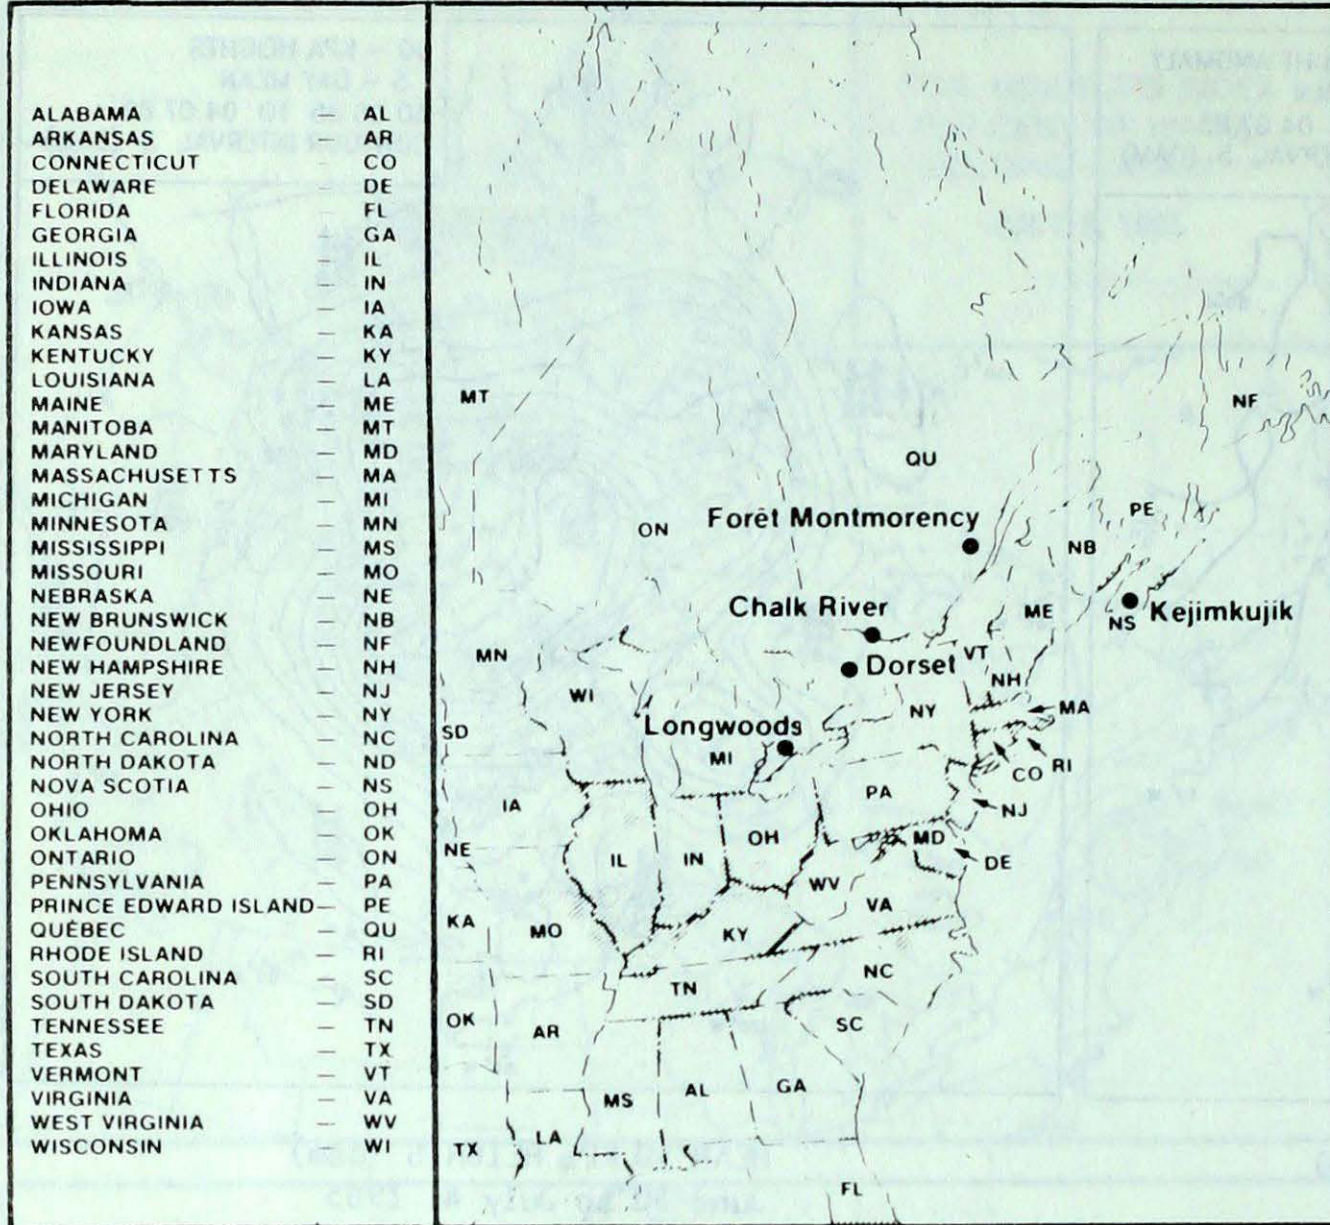 ALABAMA — AL
ARKANSAS — AR
CONNECTICUT — CO
DELAWARE — DE
FLORIDA — FL
GEORGIA — GA
ILLINOIS — IL
INDIANA — IN
IOWA — IA
KANSAS — KA
KENTUCKY — KY
LOUISIANA — LA
MAINE — ME
MANITOBA — MT
MARYLAND — MD
MASSACHUSETTS — MA
MICHIGAN — MI
MINNESOTA — MN
MISSISSIPPI — MS
MISSOURI — MO
NEBRASKA — NE
NEW BRUNSWICK — NB
NEWFOUNDLAND — NF
NEW HAMPSHIRE — NH
NEW JERSEY — NJ
NEW YORK — NY
NORTH CAROLINA — NC
NORTH DAKOTA — ND
NOVA SCOTIA — NS
OHIO — OH
OKLAHOMA — OK
ONTARIO — ON
PENNSYLVANIA — PA
PRINCE EDWARD ISLAND — PE
QUÉBEC — QU
RHODE ISLAND — RI
SOUTH CAROLINA — SC
SOUTH DAKOTA — SD
TENNESSEE — TN
TEXAS — TX
VERMONT — VT
VIRGINIA — VA
WEST VIRGINIA — WV
WISCONSIN — WI
MT
NF
QU
PE
Forêt Montmorency
ON
NB
Chalk River
ME
NS
Kejimkujik
MN
VT
Dorset
NH
WI
NY
MA
Longwoods
SD
MI
CO
RI
PA
IA
NJ
OH
MD
NE
IL
IN
DE
WV
VA
KA
MO
KY
NC
TN
OK
AR
SC
GA
AL
MS
LA
TX
FL